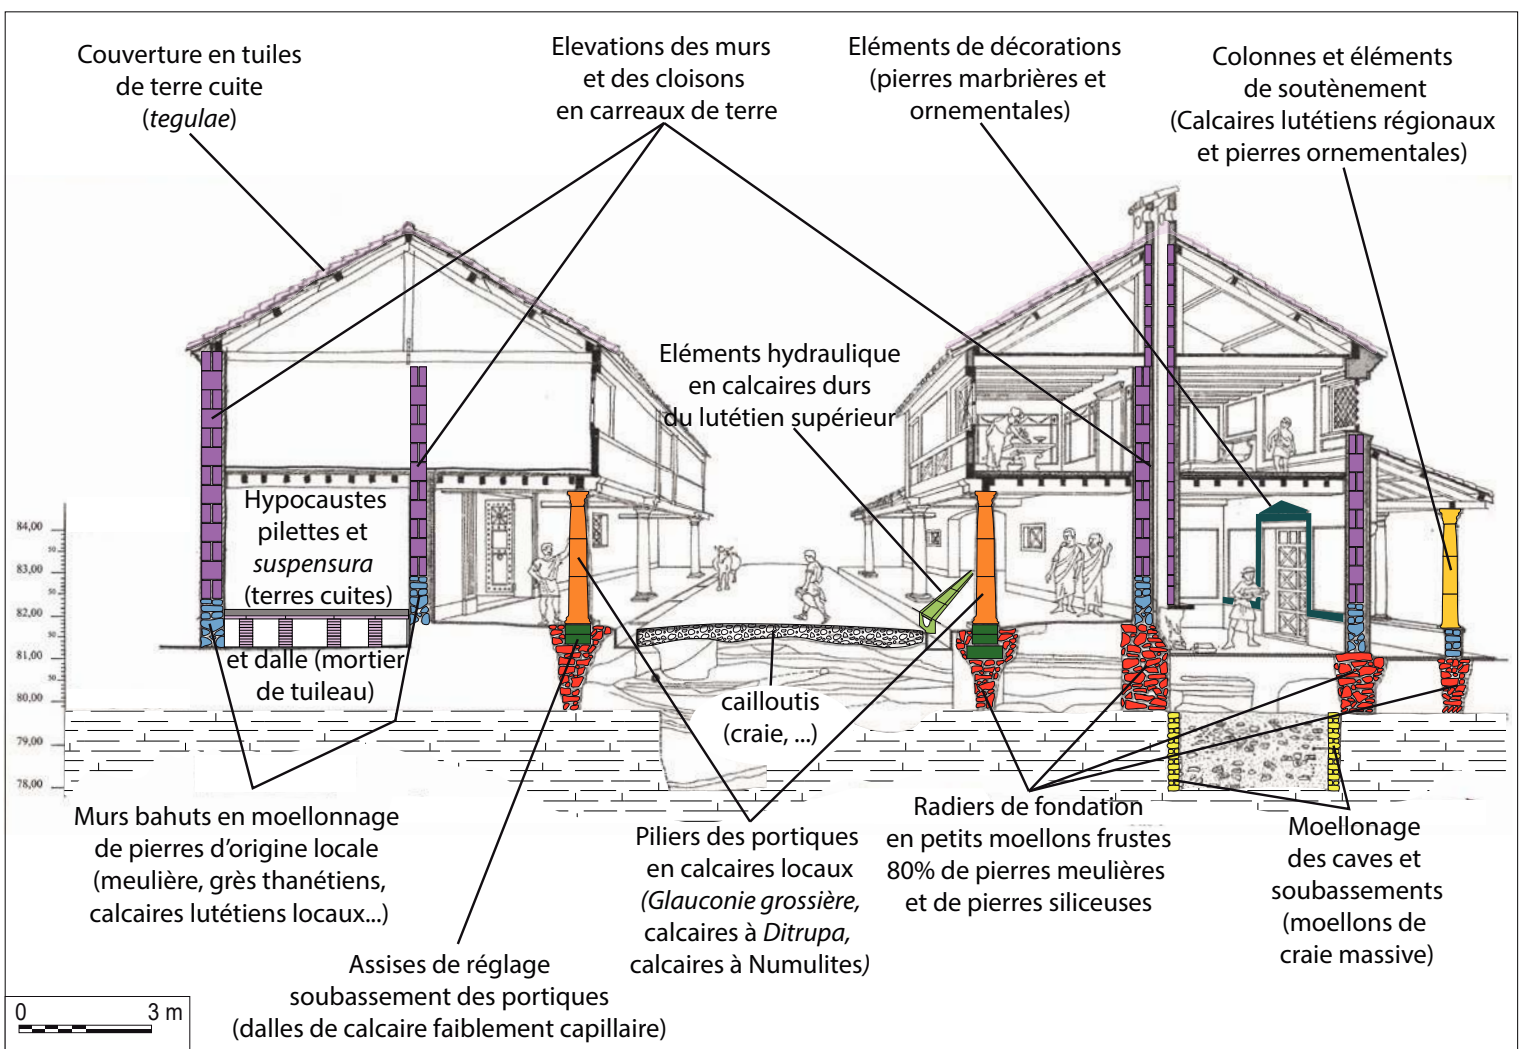 Couverture en tuiles
de terre cuite
(tegulae)
Elevations des murs
et des cloisons
en carreaux de terre
Eléments de décorations
(pierres marbrières et
ornementales)
Colonnes et éléments
de soutènement
(Calcaires lutétiens régionaux
et pierres ornementales)
Eléments hydraulique
en calcaires durs
du lutétien supérieur
Hypocaustes
pilettes et
suspensura
(terres cuites)
et dalle (mortier
de tuileau)
84,00
50
83,00
50
82,00
50
81,00
50
80,00
79,00
78,00
cailloutis
(craie, ...)
Murs bahuts en moellonnage
de pierres d'origine locale
(meulière, grès thanétiens,
calcaires lutétiens locaux...)
Assises de réglage
soubassement des portiques
(dalles de calcaire faiblement capillaire)
Piliers des portiques
en calcaires locaux
(Glauconie grossière,
calcaires à Ditrupa,
calcaires à Numulites)
Radiers de fondation
en petits moellons frustes
80% de pierres meulières
et de pierres siliceuses
Moellonage
des caves et
soubassements
(moellons de
craie massive)
0 3 m